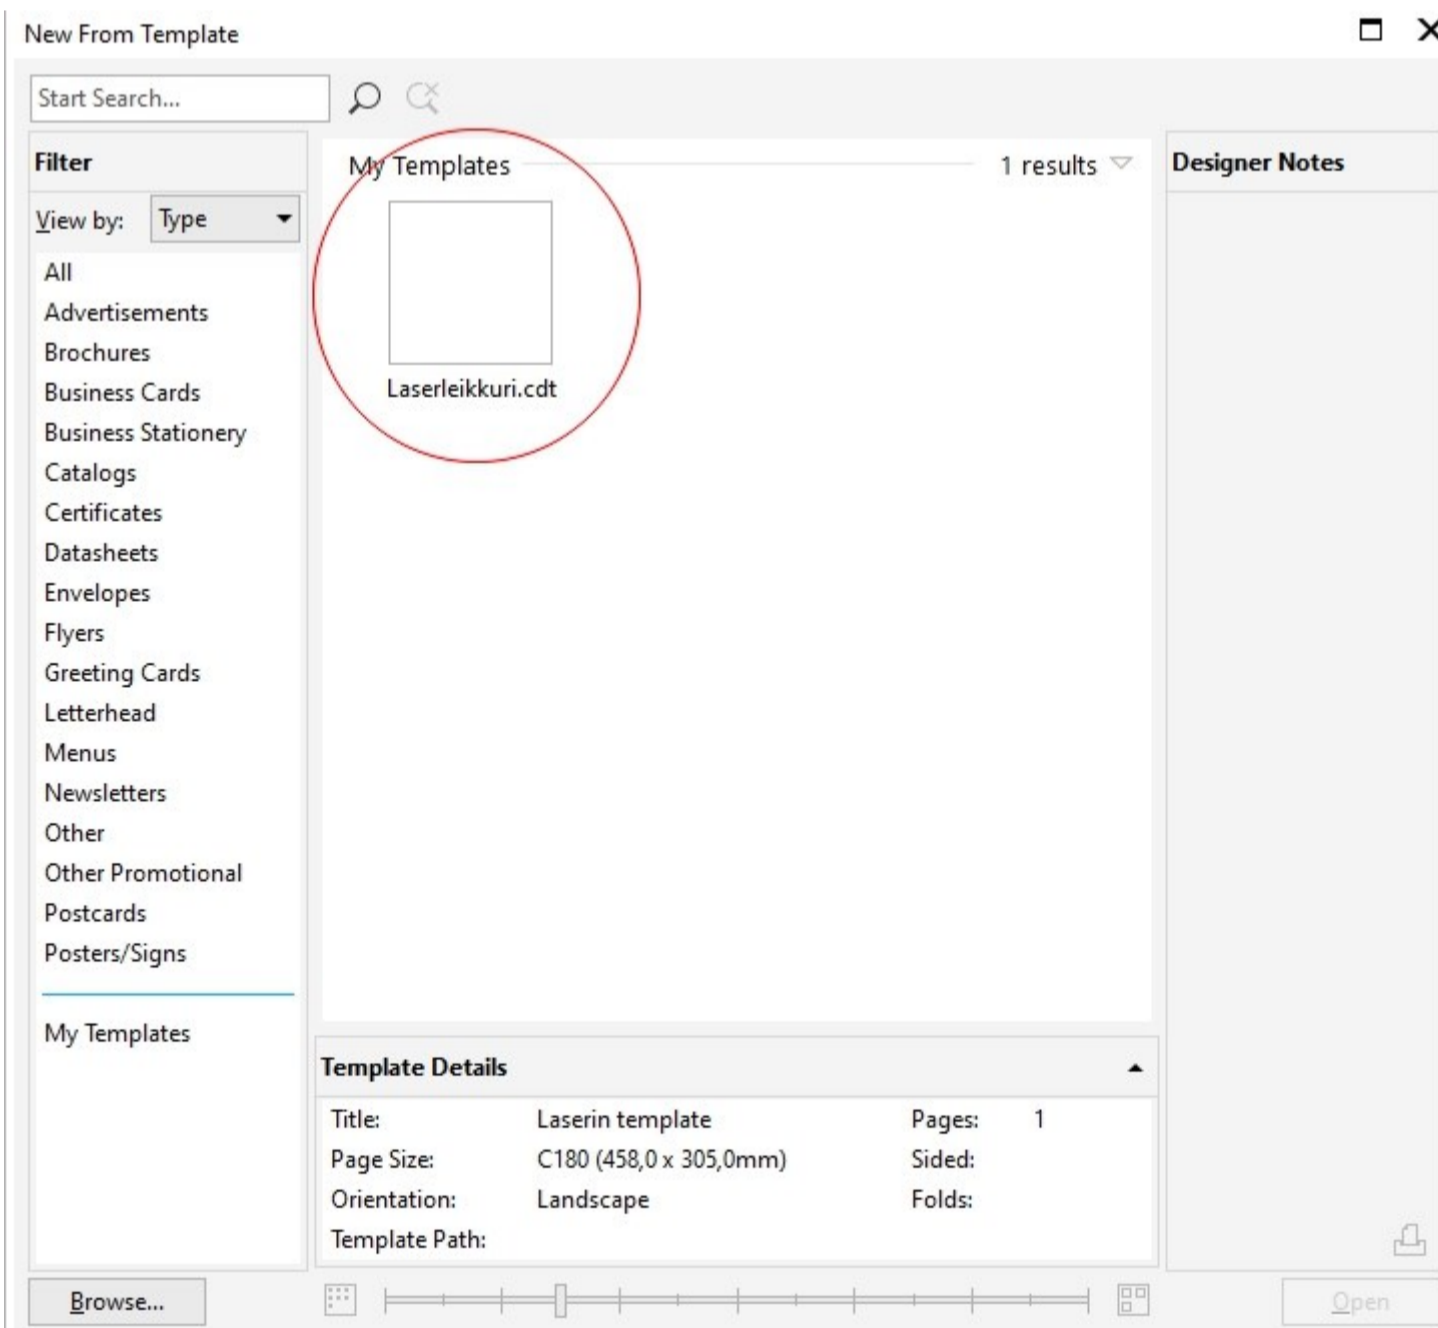 New From Template
Start Search...
Filter
View by: Type
All
Advertisements
Brochures
Business Cards
Business Stationery
Catalogs
Certificates
Datasheets
Envelopes
Flyers
Greeting Cards
Letterhead
Menus
Newsletters
Other
Other Promotional
Postcards
Posters/Signs
My Templates
My Templates 1 results
Laserleikkuri.cdt
Designer Notes
Template Details
Title: Laserin template Pages: 1
Page Size: C180 (458,0 x 305,0mm) Sided:
Orientation: Landscape Folds:
Template Path:
Browse...
Open